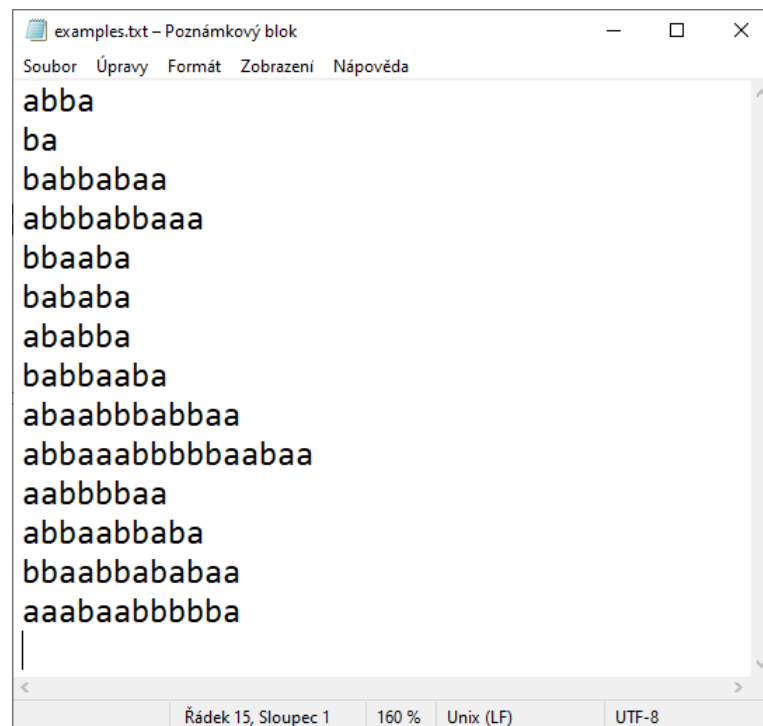 examples.txt – Poznámkový blok
Soubor Úpravy Formát Zobrazení Nápověda
abba
ba
babbabaa
abbbabbaaa
bbaaba
bababa
ababba
babbaaba
abaabbbabbaa
abbaaabbbbbaabaa
aabbbbaa
abbaabbaba
bbaabbababaa
aaabaabbbbba
Řádek 15, Sloupec 1 160 % Unix (LF) UTF-8